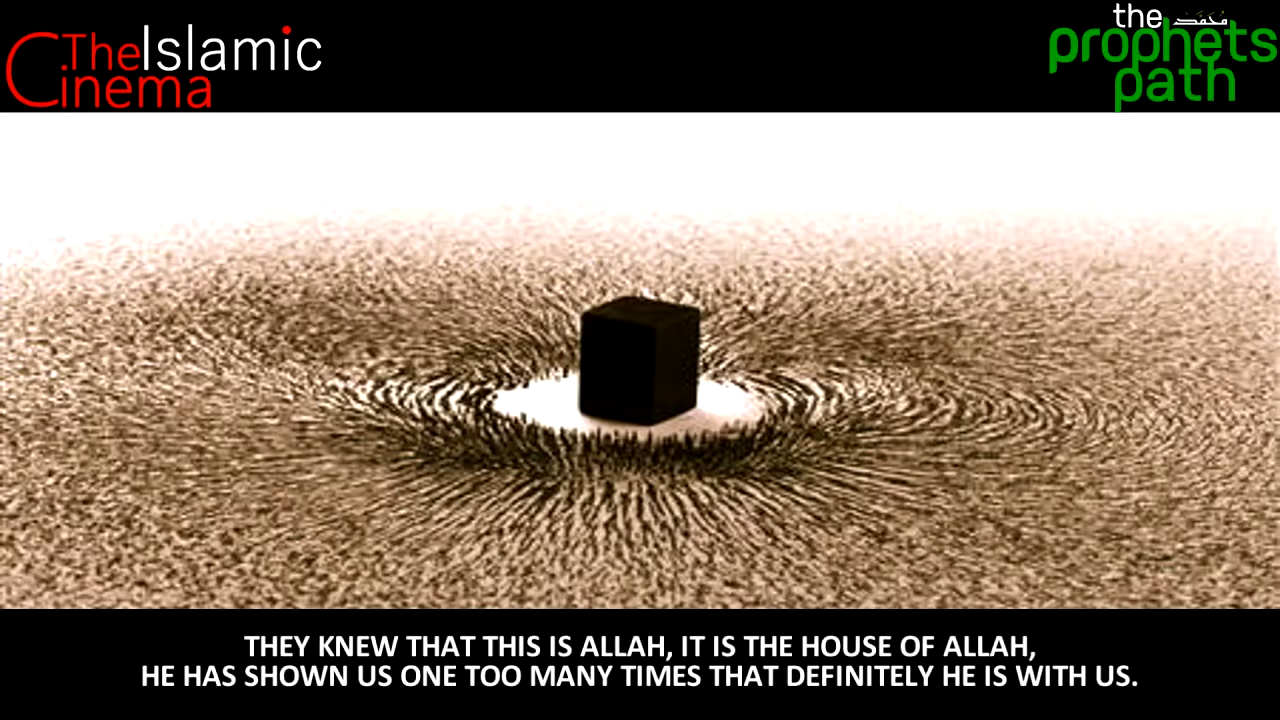 TheIslamic
Cinema
the محمد
prophets
path
THEY KNEW THAT THIS IS ALLAH, IT IS THE HOUSE OF ALLAH,
HE HAS SHOWN US ONE TOO MANY TIMES THAT DEFINITELY HE IS WITH US.